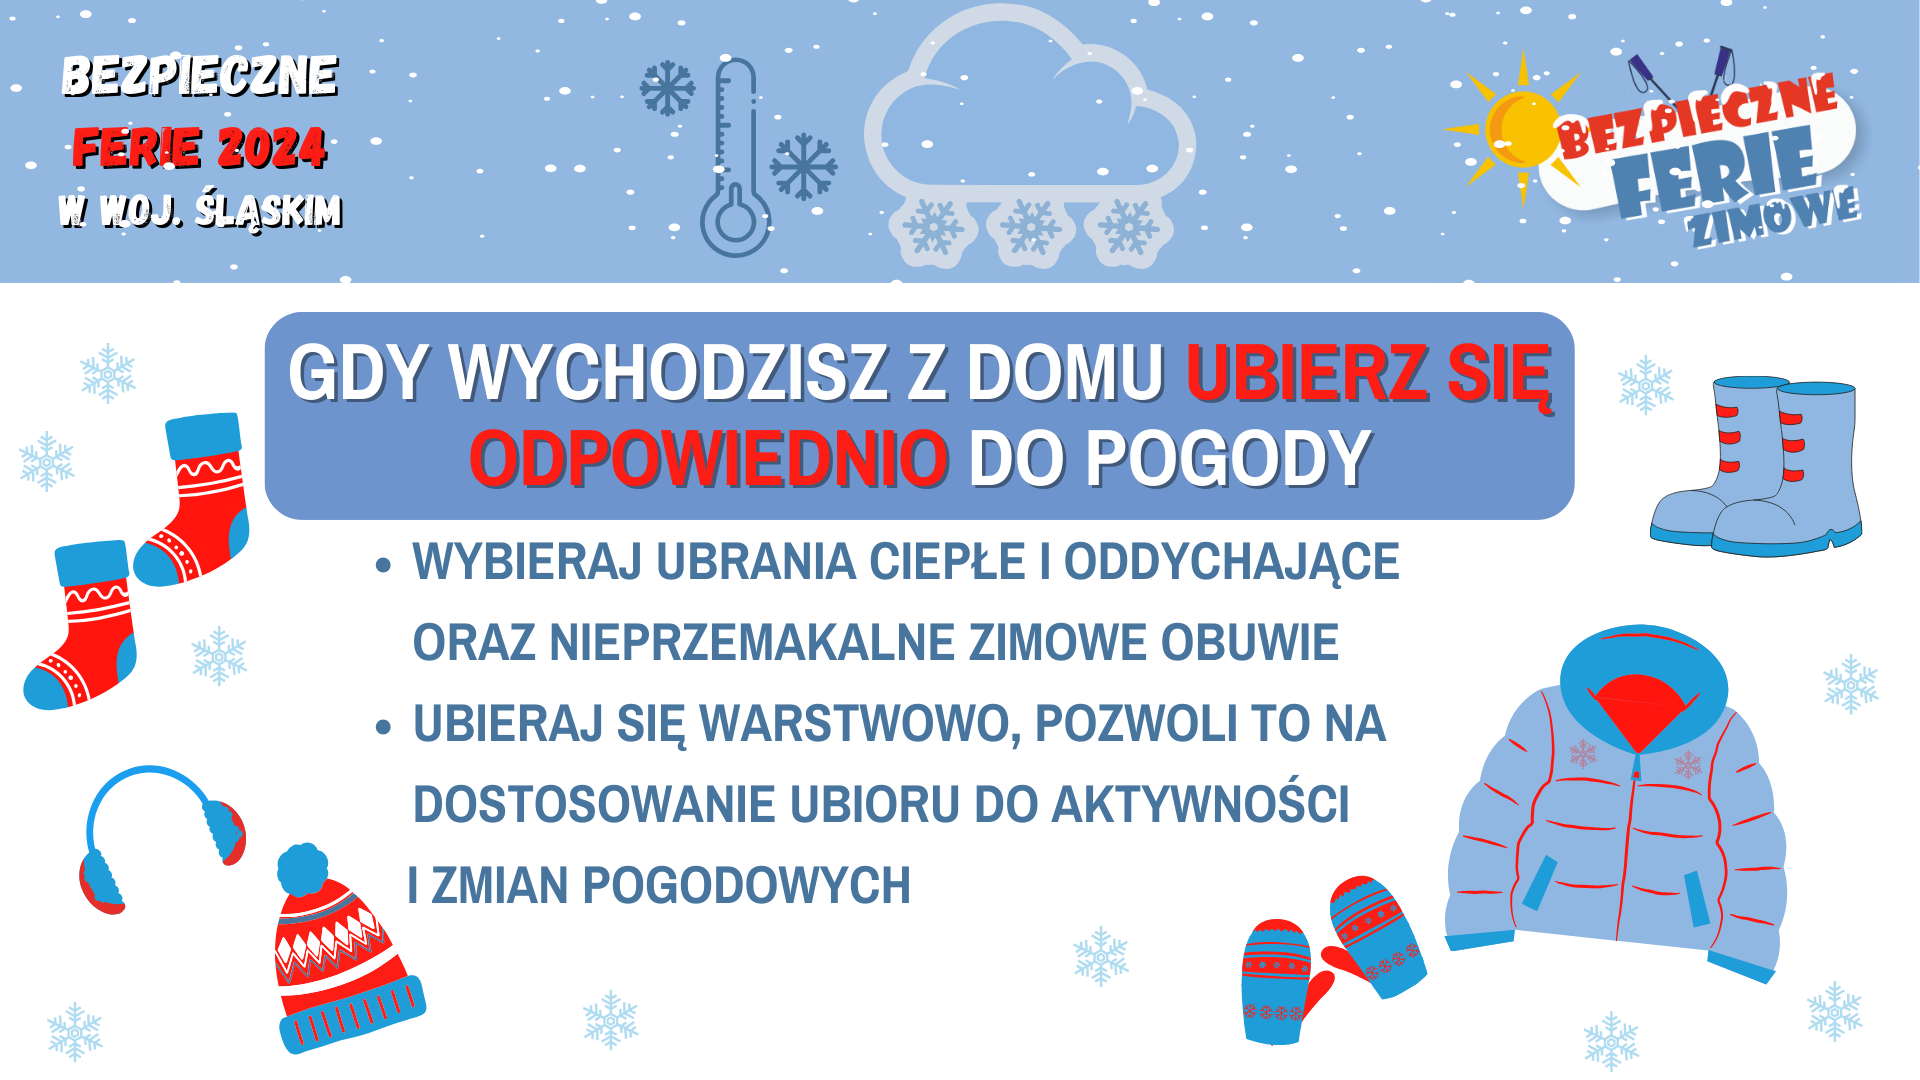 BEZPIECZNE
FERIE 2024
W WOJ. ŚLĄSKIM
BEZPIECZNE
FERIE
ZIMOWE
GDY WYCHODZISZ Z DOMU UBIERZ SIĘ
ODPOWIEDNIO DO POGODY
• WYBIERAJ UBRANIA CIEPŁE I ODDYCHAJĄCE
ORAZ NIEPRZEMAKALNE ZIMOWE OBUWIE
• UBIERAJ SIĘ WARSTWOWO, POZWOLI TO NA
DOSTOSOWANIE UBIORU DO AKTYWNOŚCI
I ZMIAN POGODOWYCH